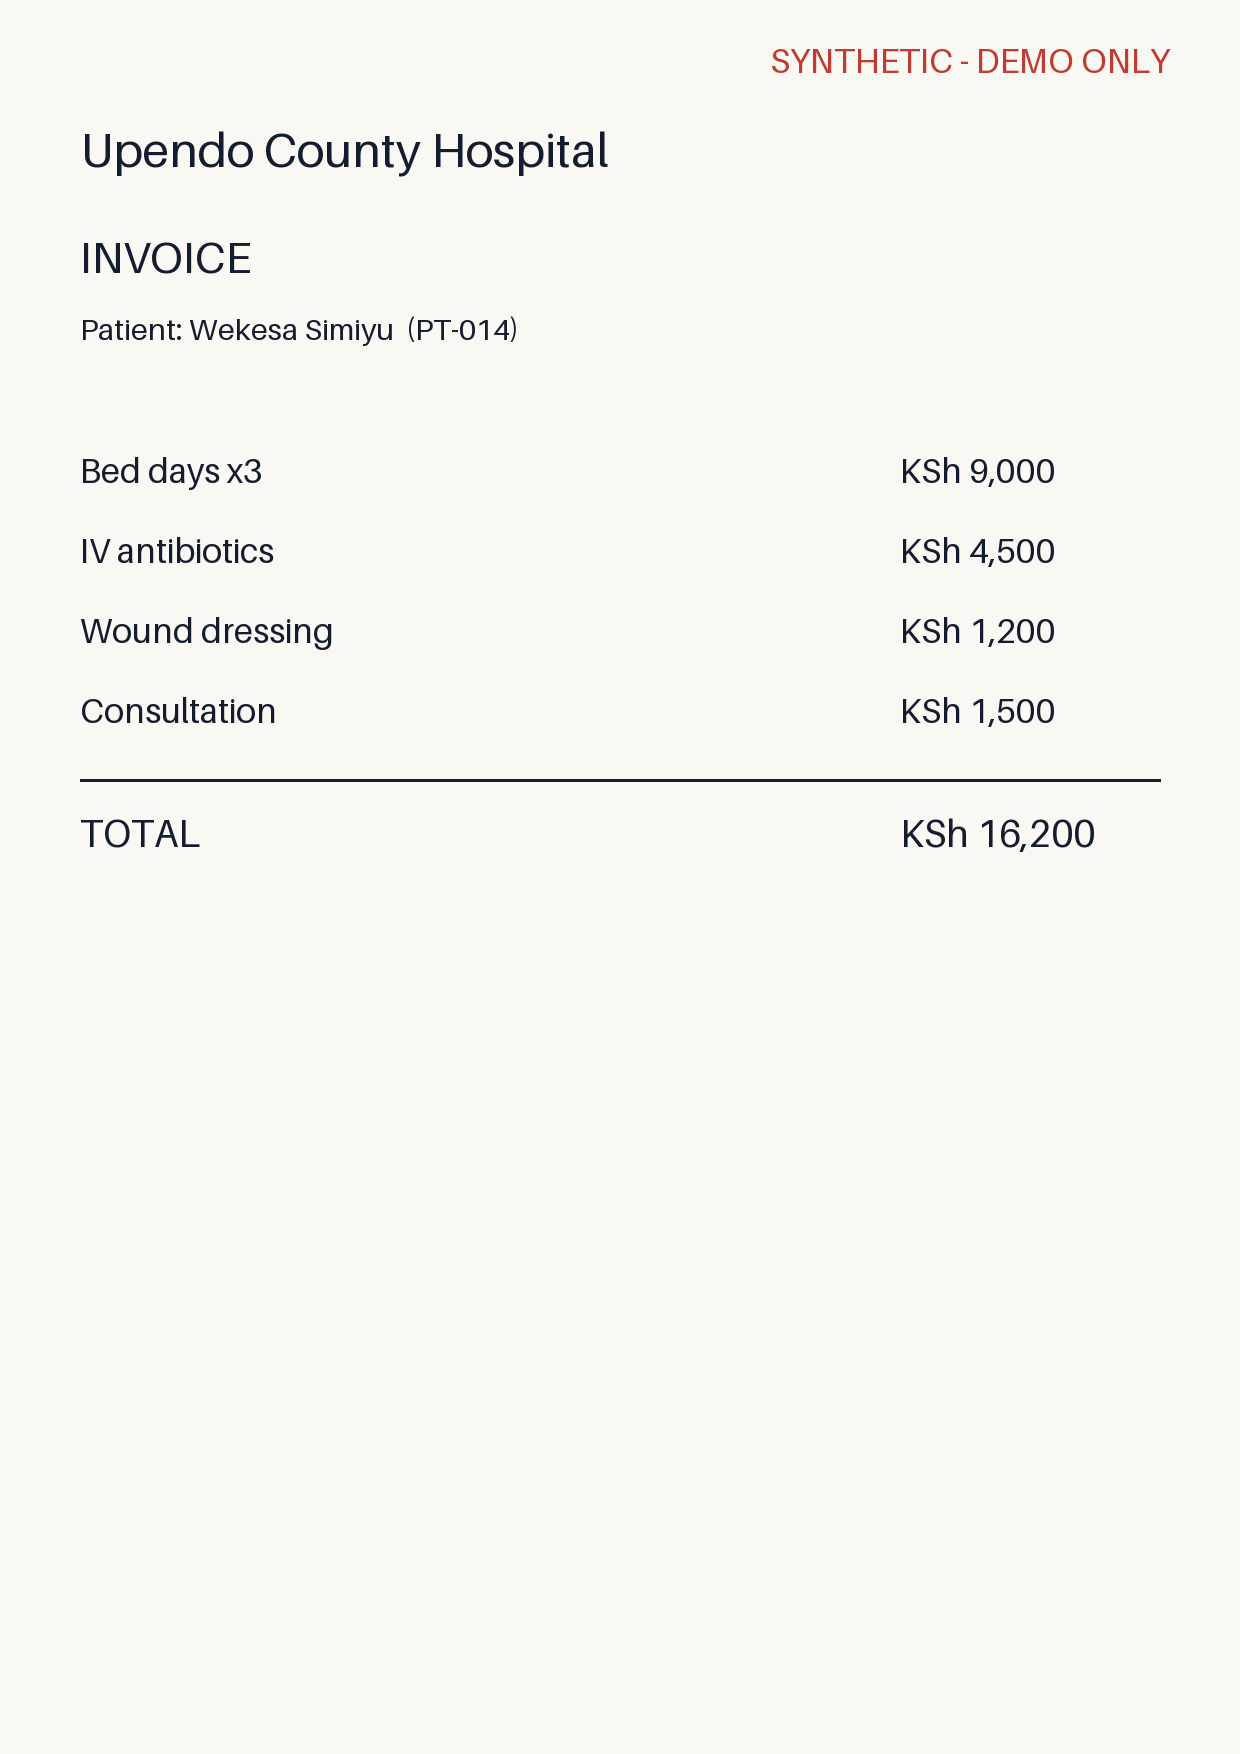 SYNTHETIC - DEMO ONLY
Upendo County Hospital
INVOICE
Patient: Wekesa Simiyu (PT-014)
Bed days x3 KSh 9,000
IV antibiotics KSh 4,500
Wound dressing KSh 1,200
Consultation KSh 1,500
TOTAL KSh 16,200